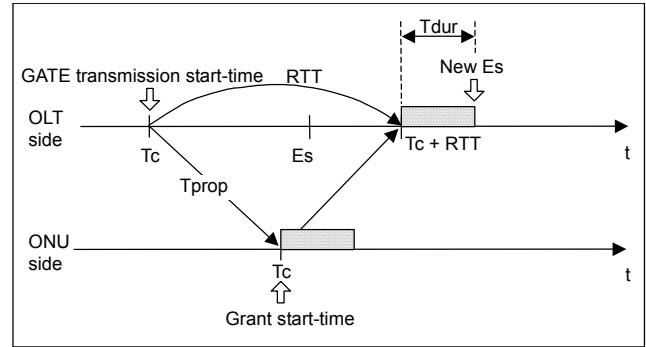 Tdur
New Es
GATE transmission start-time
RTT
OLT
side
Tc
Es
Tc + RTT
t
Tprop
ONU
side
Tc
t
Grant start-time